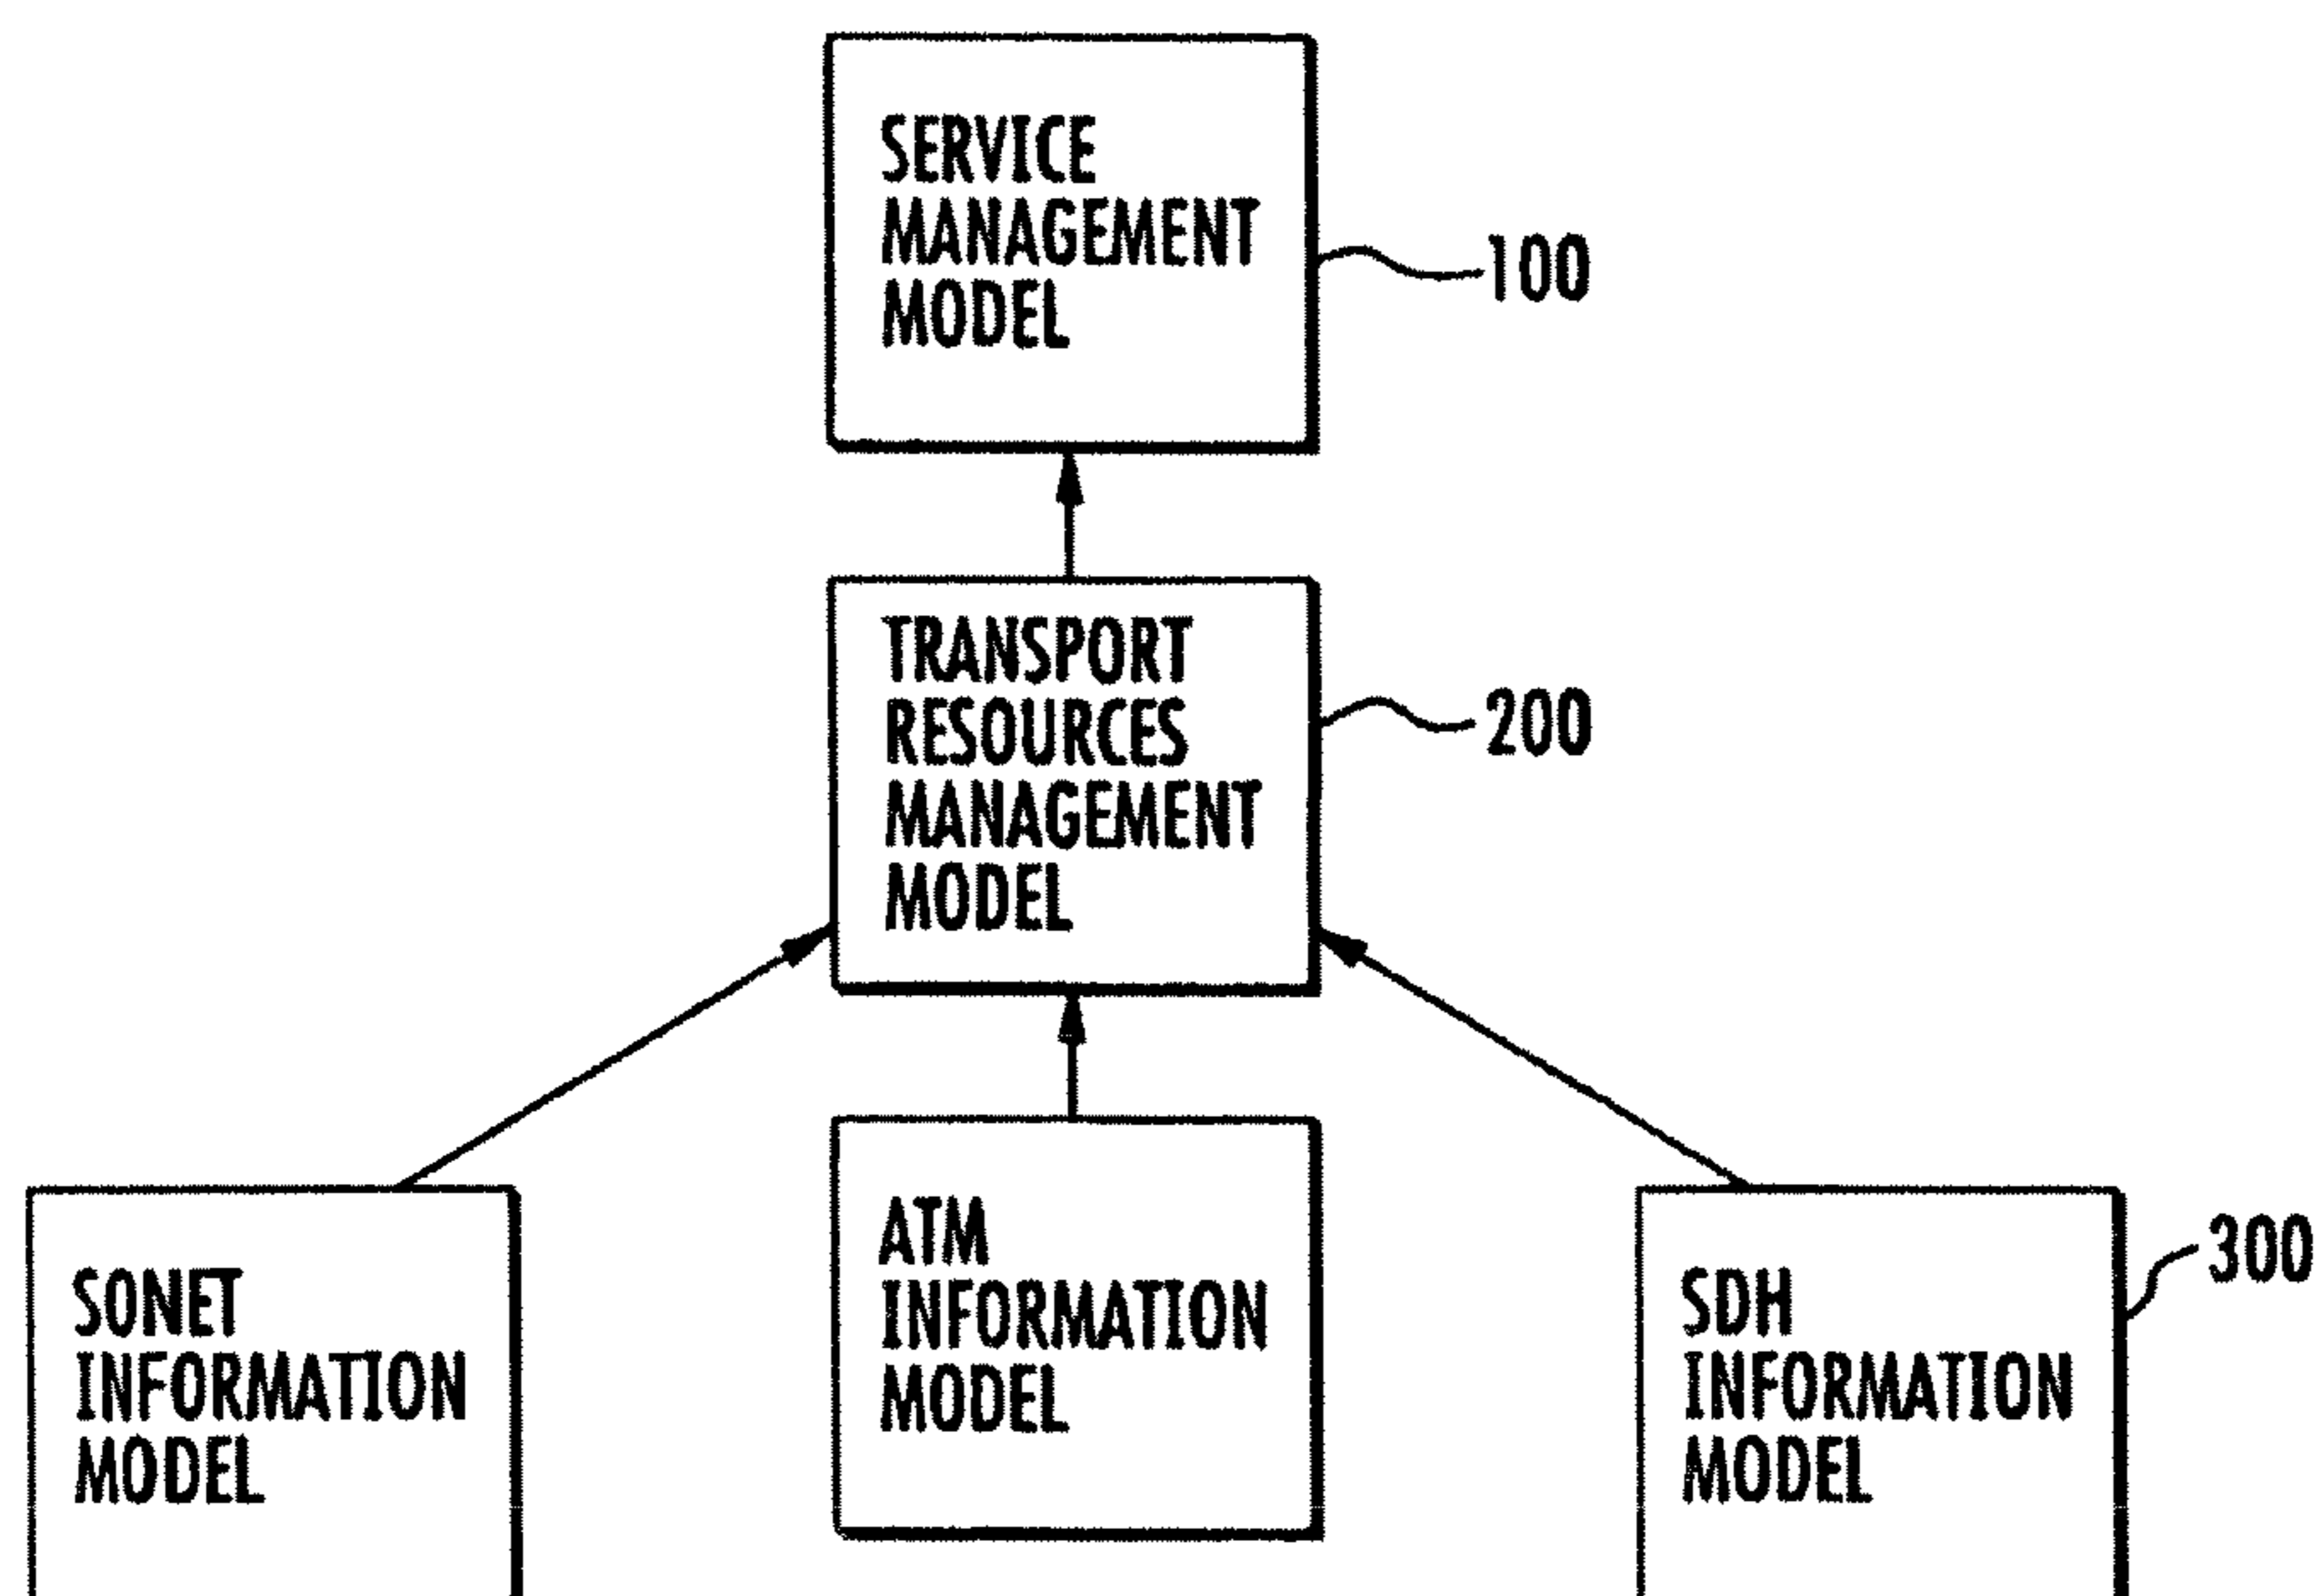 SERVICE
MANAGEMENT
MODEL
100
TRANSPORT
RESOURCES
MANAGEMENT
MODEL
200
SONET
INFORMATION
MODEL
ATM
INFORMATION
MODEL
SDH
INFORMATION
MODEL
300